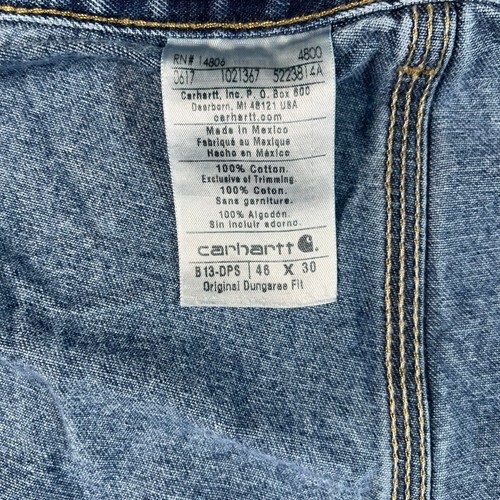 RN# 14806 4800
0617 1021367 5223814A
Carhartt, Inc. P.O. Box 600
Dearborn, MI 48121 USA
carhartt.com
Made in Mexico
Fabriqué au Mexique
Hecho en México
100% Cotton.
Exclusive of Trimming.
100% Coton.
Sans garniture.
100% Algodón.
Sin incluir adorno.
carhartt
B13-DPS 46 X 30
Original Dungaree Fit